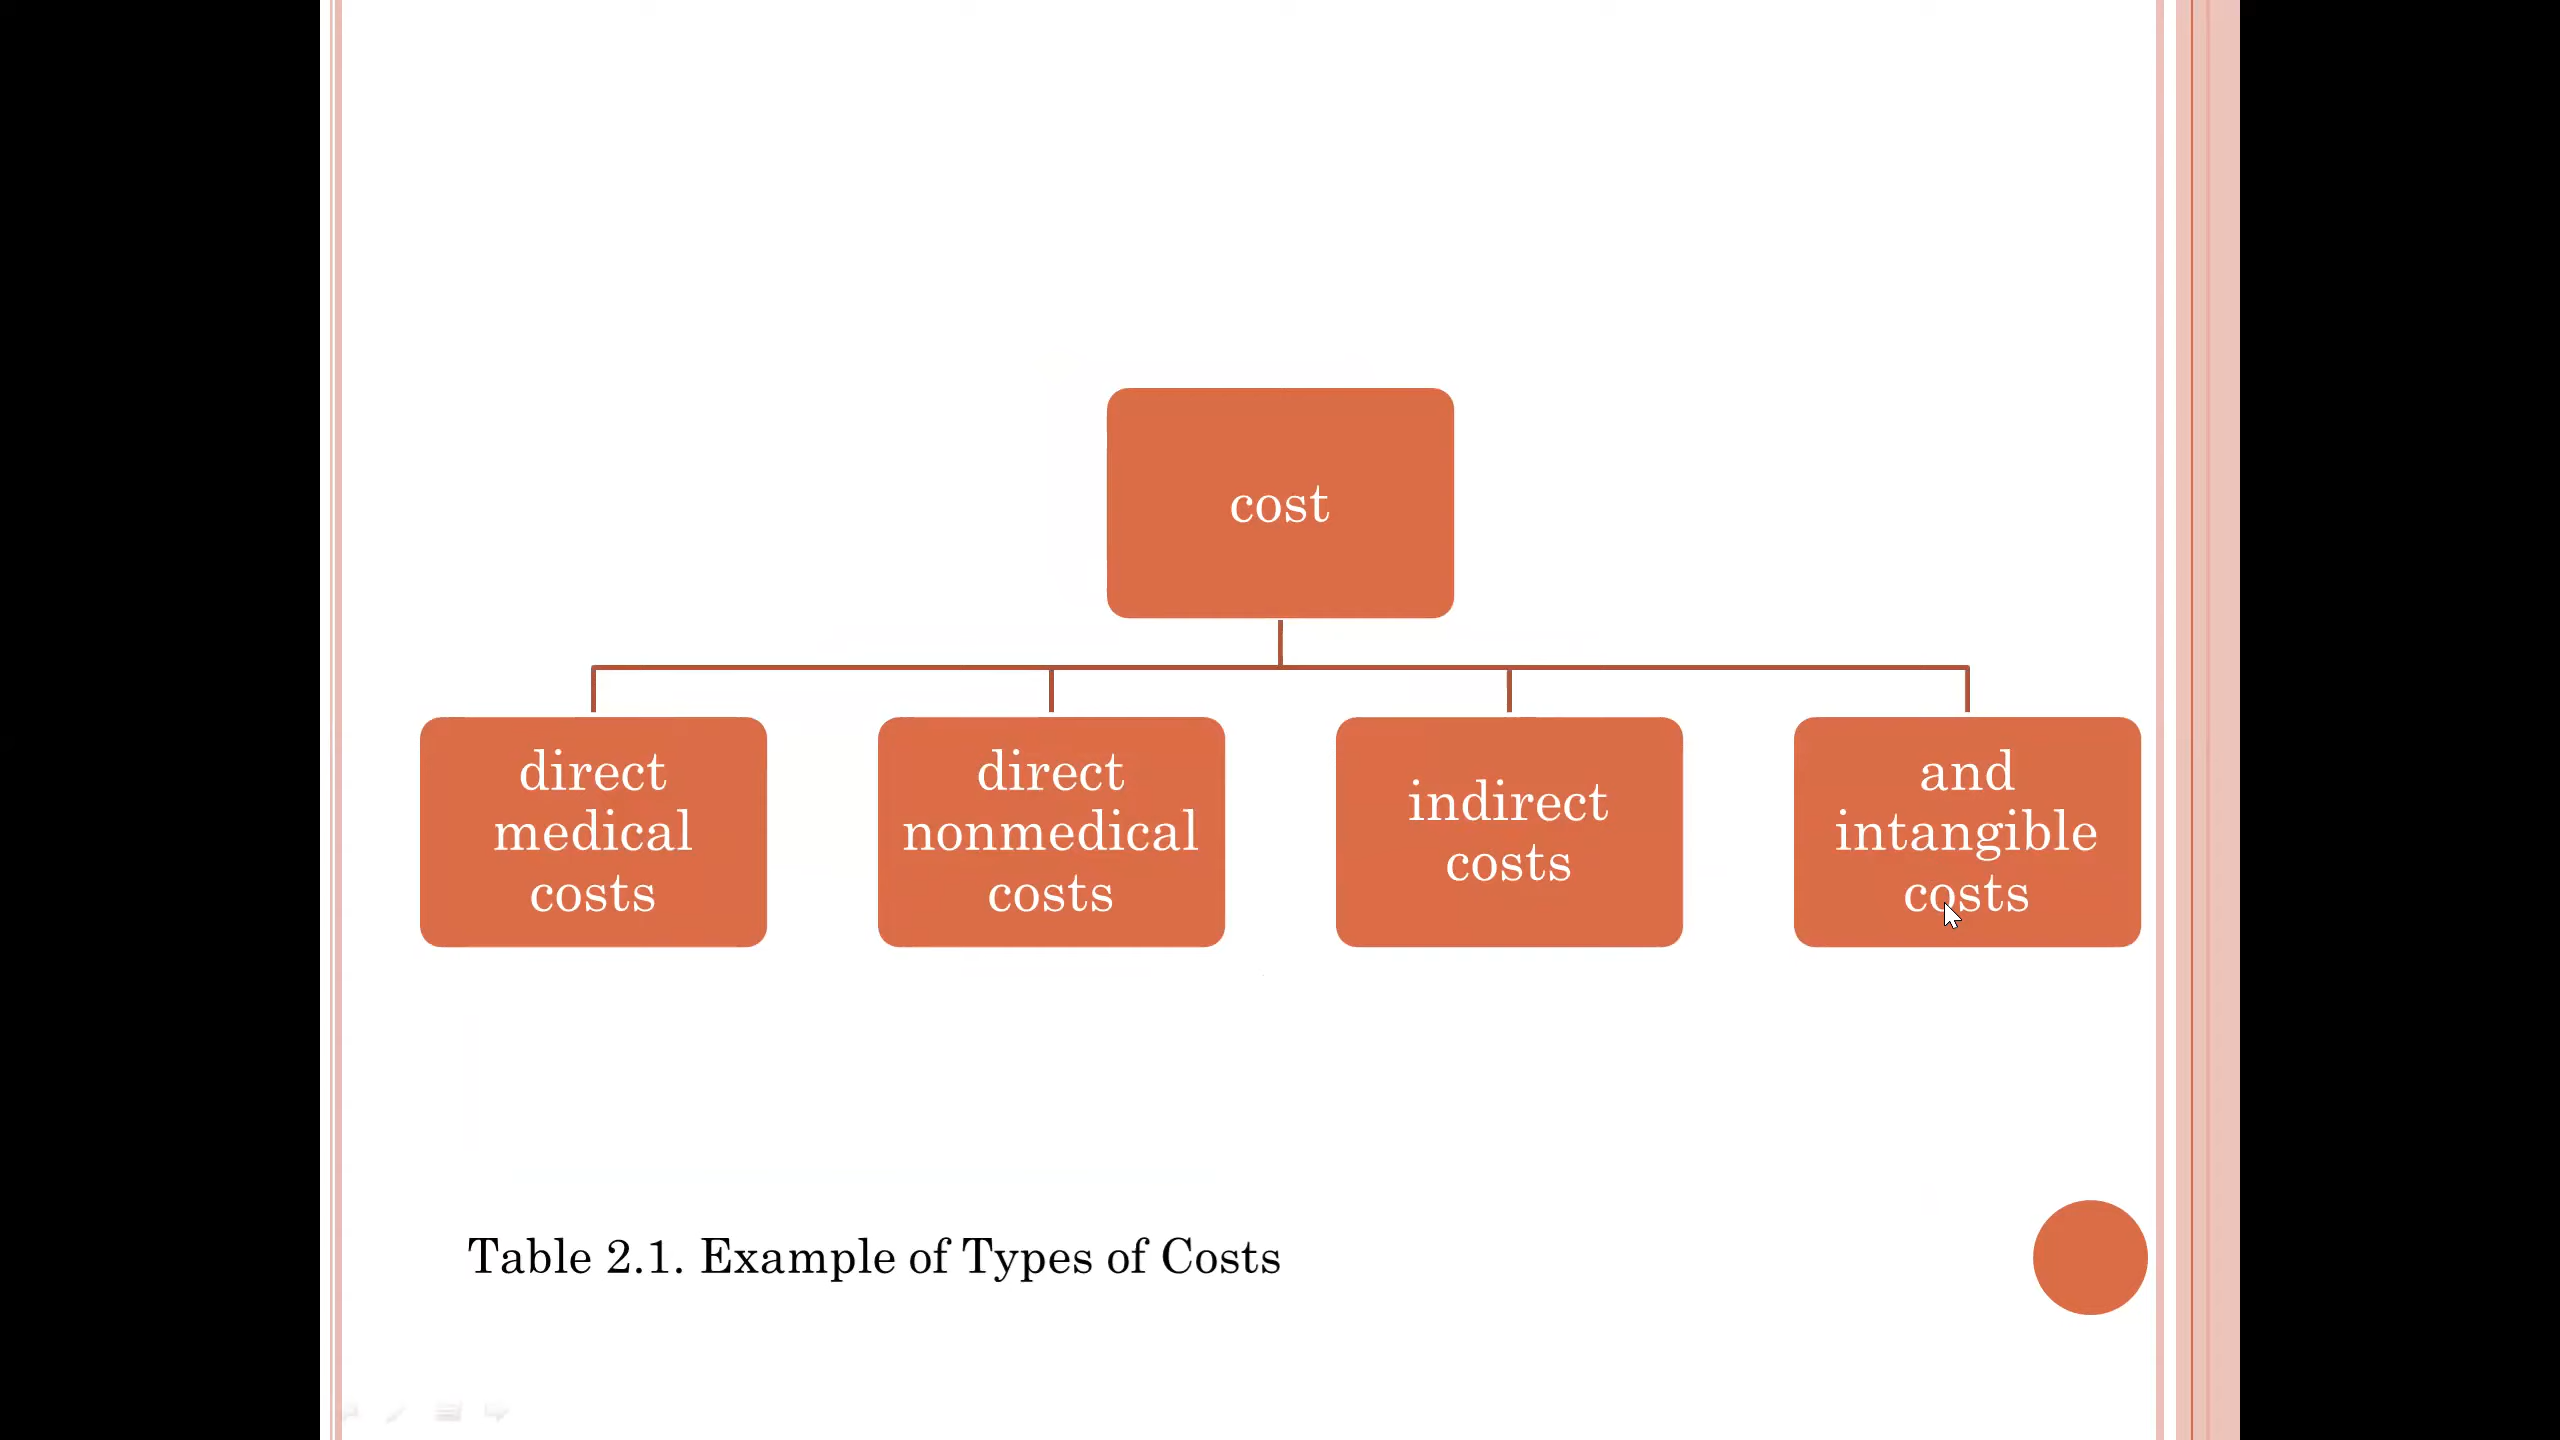 cost
direct
medical
costs
direct
nonmedical
costs
indirect
costs
and
intangible
costs
Table 2.1. Example of Types of Costs